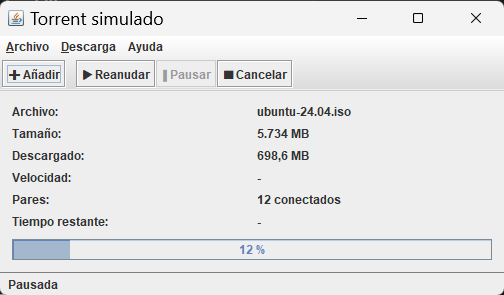 Torrent simulado
Archivo Descarga Ayuda
Añadir Reanudar Pausar Cancelar
Archivo: ubuntu-24.04.iso
Tamaño: 5.734 MB
Descargado: 698,6 MB
Velocidad: -
Pares: 12 conectados
Tiempo restante: -
12 %
Pausada